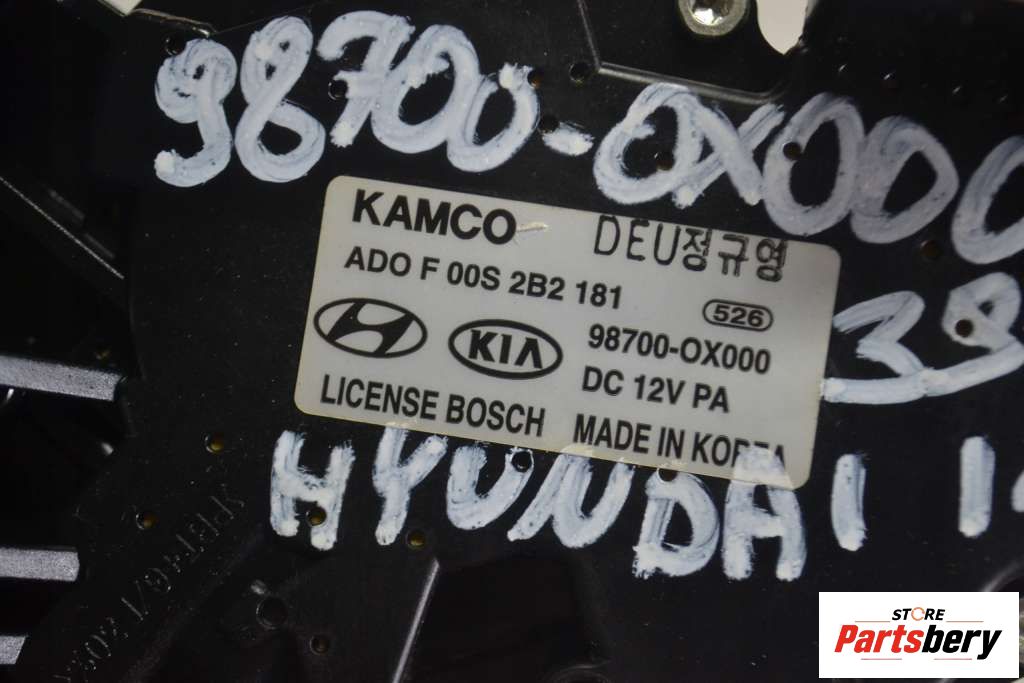 98700-0X000
KAMCO DEU정규영
ADO F 00S 2B2 181
526
98700-OX000
KIA
DC 12V PA
LICENSE BOSCH MADE IN KOREA
HYUNDAI
STORE
Partsbery